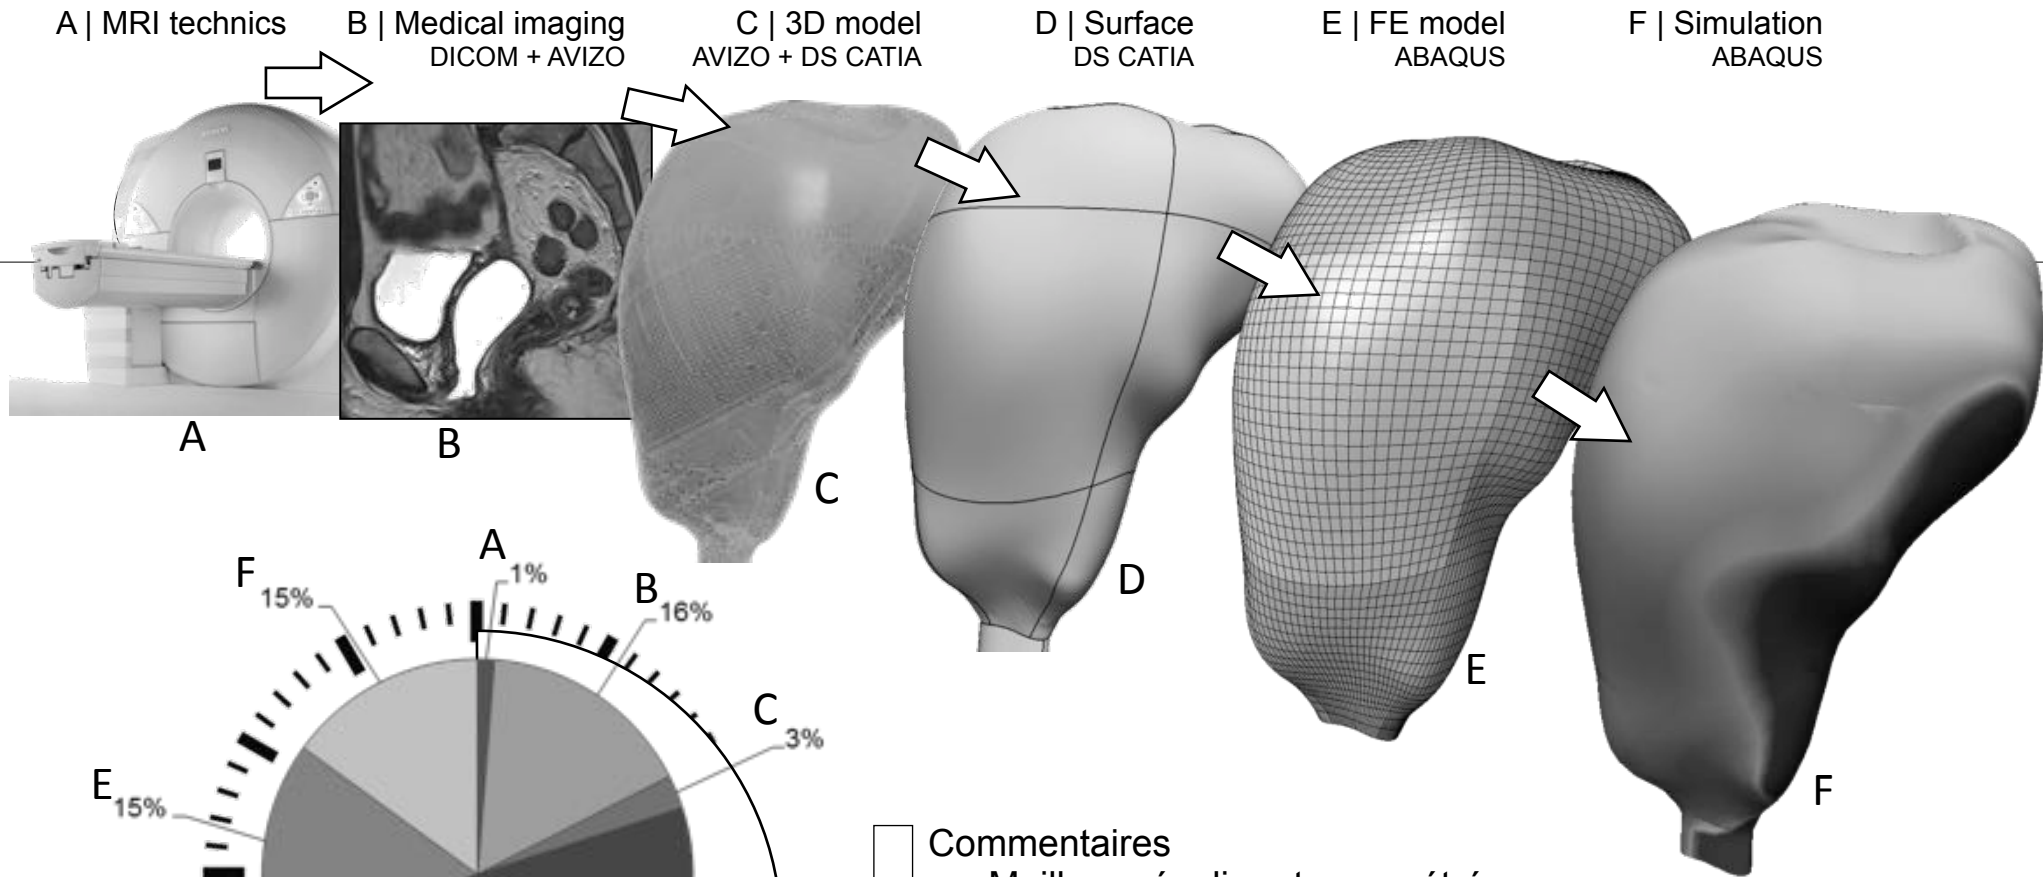 A | MRI technics
B | Medical imaging
DICOM + AVIZO
C | 3D model
AVIZO + DS CATIA
D | Surface
DS CATIA
E | FE model
ABAQUS
F | Simulation
ABAQUS
A
B
C
D
E
F
A
1%
B
16%
C
3%
F
15%
E
15%
Commentaires